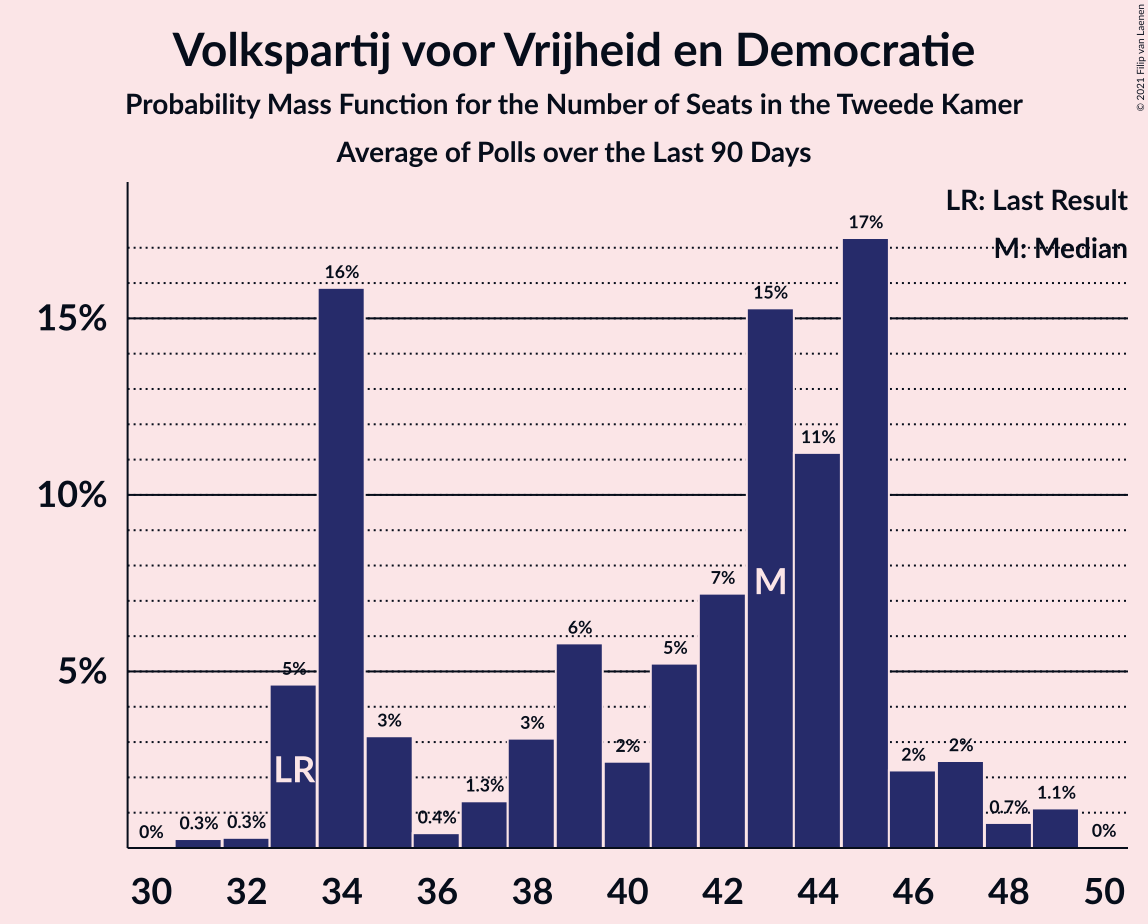 Volkspartij voor Vrijheid en Democratie
Probability Mass Function for the Number of Seats in the Tweede Kamer
Average of Polls over the Last 90 Days
© 2021 Filip van Laenen
LR: Last Result
M: Median
15%
10%
5%
0%
0.3%
0.3%
5%
16%
3%
0.4%
1.3%
3%
6%
2%
5%
7%
15%
11%
17%
2%
2%
0.7%
1.1%
0%
LR
M
30 32 34 36 38 40 42 44 46 48 50